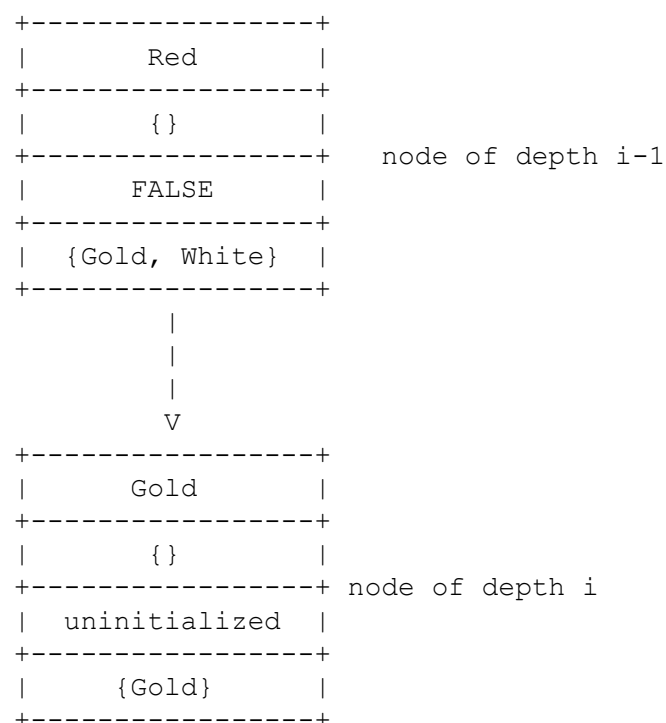 +-----------------+
|       Red       |
+-----------------+
|       {}        |
+-----------------+   node of depth i-1
|      FALSE      |
+-----------------+
|  {Gold, White}  |
+-----------------+
         |
         |
         |
         V
+-----------------+
|      Gold       |
+-----------------+
|       {}        |
+-----------------+ node of depth i
|  uninitialized  |
+-----------------+
|     {Gold}      |
+-----------------+